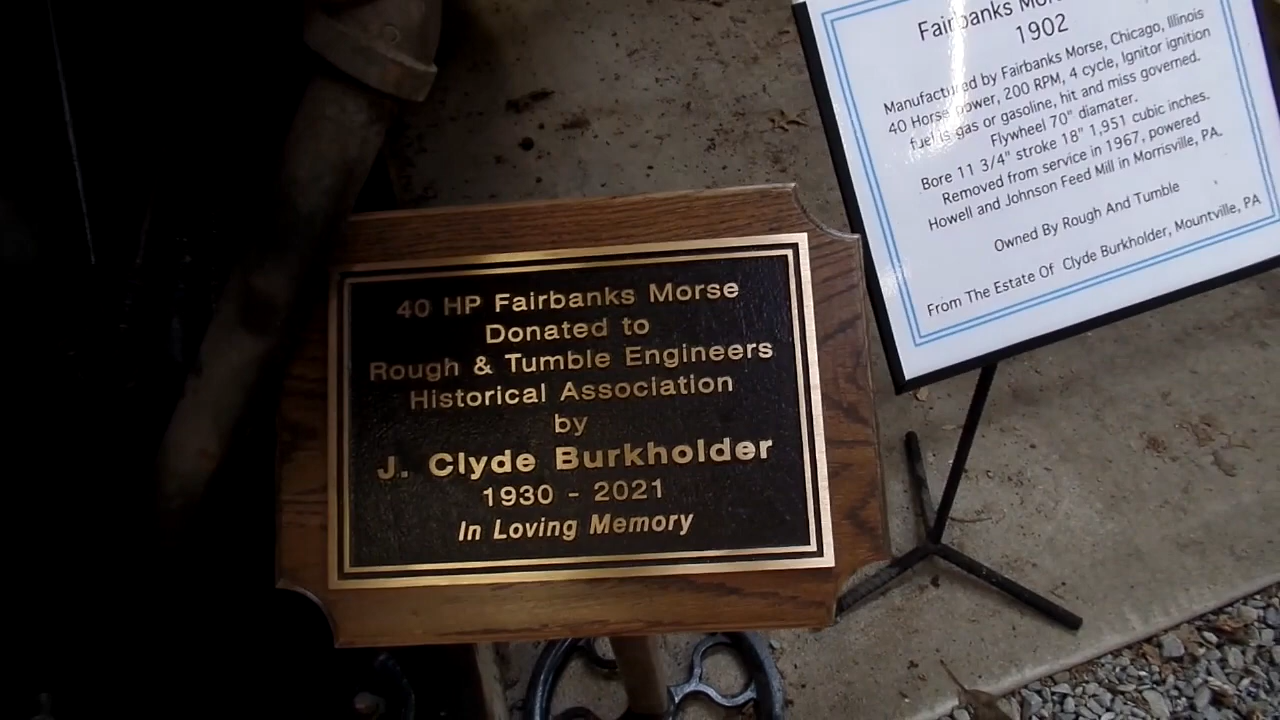 40 HP Fairbanks Morse
Donated to
Rough & Tumble Engineers
Historical Association
by
J. Clyde Burkholder
1930 - 2021
In Loving Memory
Fairbanks
1902
Manufactured by Fairbanks Morse, Chicago, Illinois
40 Horse power, 200 RPM, 4 cycle, Ignitor ignition
fuel is gas or gasoline, hit and miss governed.
Flywheel 70" diamater.
Bore 11 3/4" stroke 18" 1,951 cubic inches.
Removed from service in 1967, powered
Howell and Johnson Feed Mill in Morrisville, PA.
Owned By Rough And Tumble
From The Estate Of Clyde Burkholder, Mountville, PA